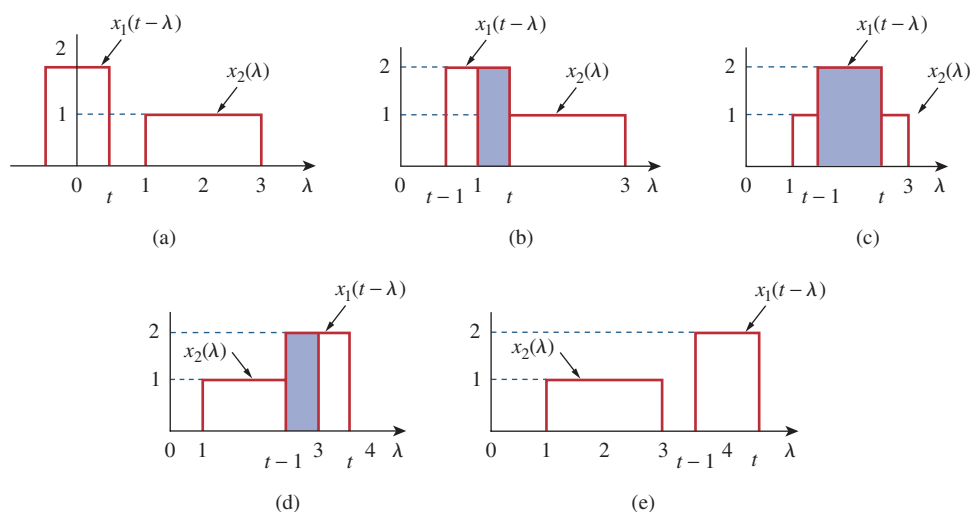 x₁(t − λ)
2
x₂(λ)
1
0 t 1 2 3 λ
(a)
x₁(t − λ)
2
x₂(λ)
1
0 t − 1 1 t 3 λ
(b)
x₁(t − λ)
2
x₂(λ)
1
0 1 t − 1 t 3 λ
(c)
x₁(t − λ)
2
x₂(λ)
1
0 1 t − 1 3 t 4 λ
(d)
x₁(t − λ)
2
x₂(λ)
1
0 1 2 3 t − 1 4 t λ
(e)